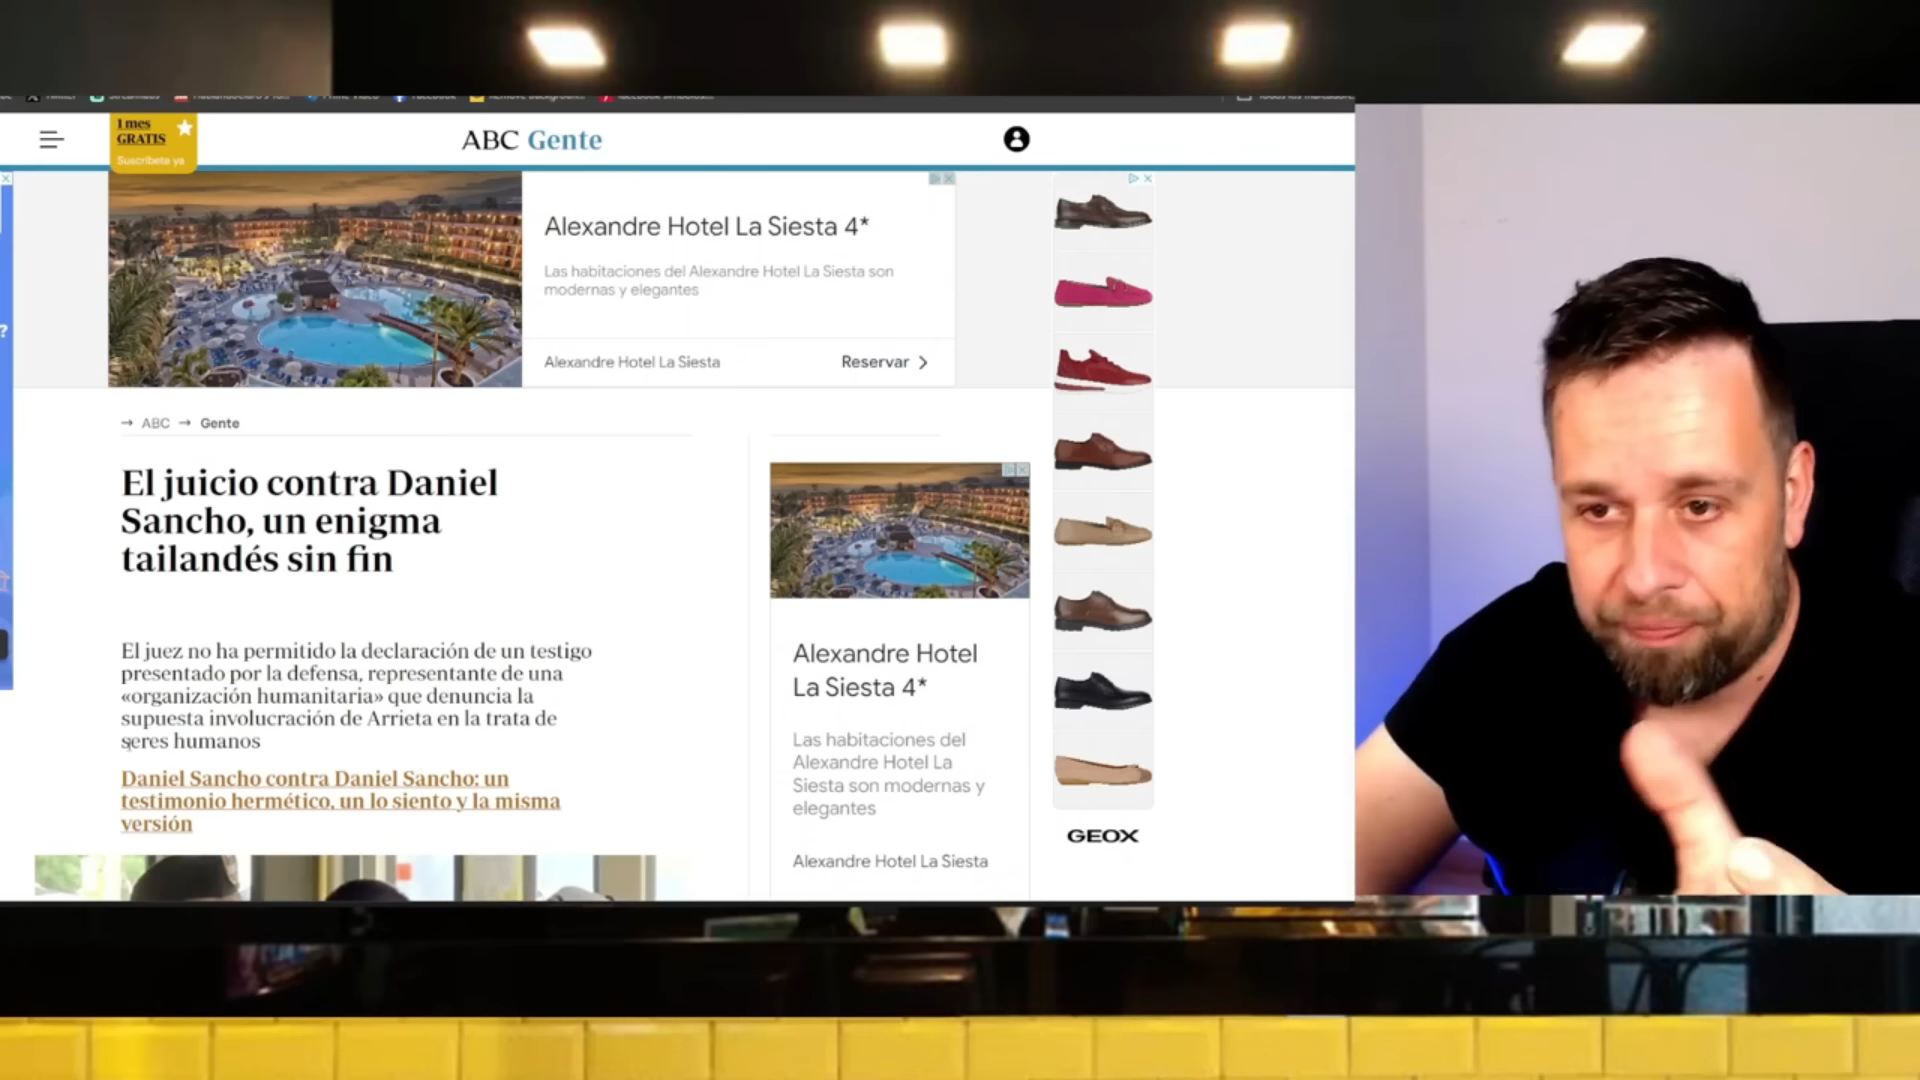 1 mes
GRATIS
Suscríbete ya
ABC Gente
Alexandre Hotel La Siesta 4*
Las habitaciones del Alexandre Hotel La Siesta son
modernas y elegantes
Alexandre Hotel La Siesta
Reservar
?
→ ABC → Gente
El juicio contra Daniel
Sancho, un enigma
tailandés sin fin
El juez no ha permitido la declaración de un testigo
presentado por la defensa, representante de una
«organización humanitaria» que denuncia la
supuesta involucración de Arrieta en la trata de
seres humanos
Daniel Sancho contra Daniel Sancho: un
testimonio hermético, un lo siento y la misma
versión
Alexandre Hotel
La Siesta 4*
Las habitaciones del
Alexandre Hotel La
Siesta son modernas y
elegantes
Alexandre Hotel La Siesta
GEOX